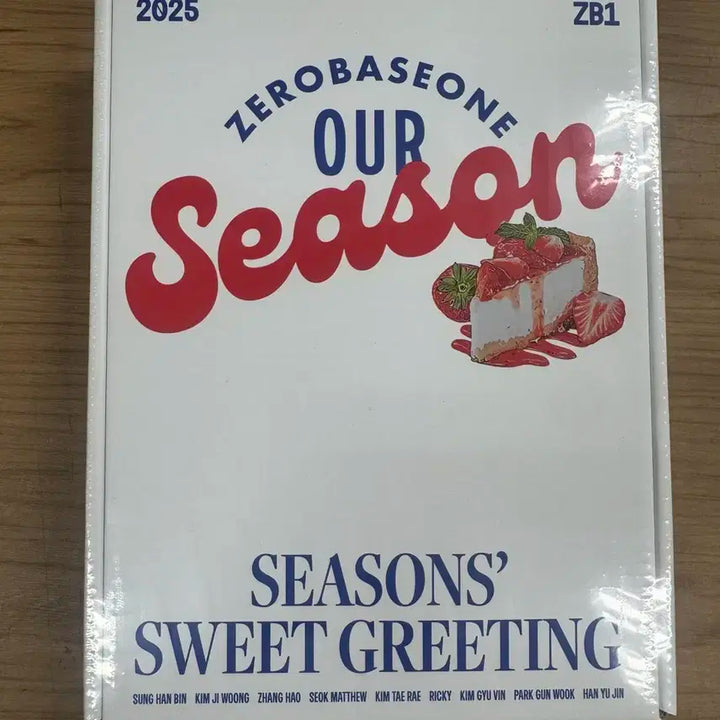 2025
ZB1
ZEROBASEONE
OUR
Season
SEASONS’
SWEET GREETING
SUNG HAN BIN KIM JI WOONG ZHANG HAO SEOK MATTHEW KIM TAE RAE RICKY KIM GYU VIN PARK GUN WOOK HAN YU JIN